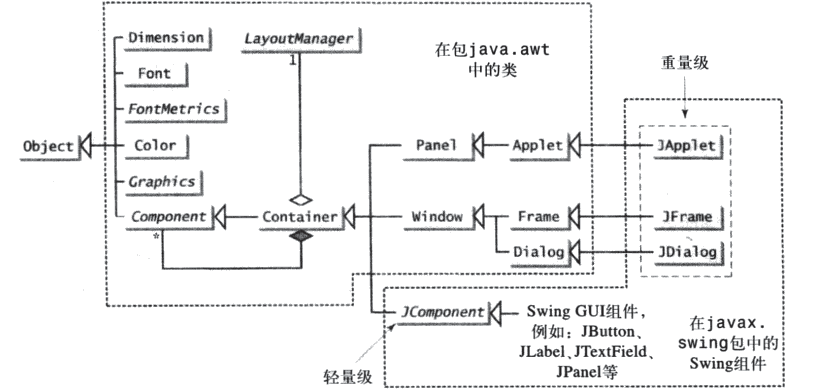 Dimension
LayoutManager
1
在包java.awt
中的类
重量级
Font
FontMetrics
Object
Color
Panel
Applet
JApplet
Graphics
Component
Container
Window
Frame
JFrame
*
Dialog
JDialog
JComponent
Swing GUI组件，
例如：JButton、
JLabel、JTextField、
JPanel等
在javax.
swing包中的
Swing组件
轻量级